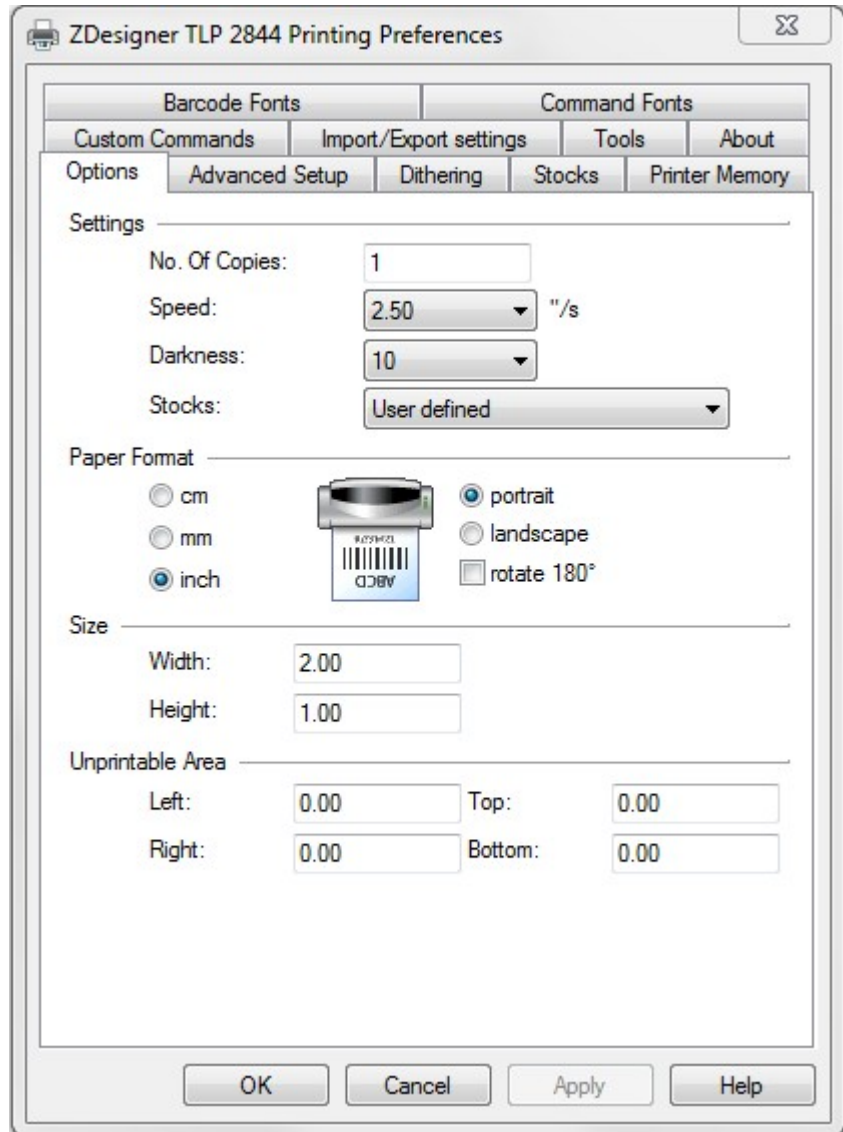 ZDesigner TLP 2844 Printing Preferences
Barcode Fonts Command Fonts
Custom Commands Import/Export settings Tools About
Options Advanced Setup Dithering Stocks Printer Memory
Settings
No. Of Copies: 1
Speed: 2.50 "/s
Darkness: 10
Stocks: User defined
Paper Format
cm portrait
mm landscape
inch rotate 180°
ABCD
Size
Width: 2.00
Height: 1.00
Unprintable Area
Left: 0.00 Top: 0.00
Right: 0.00 Bottom: 0.00
OK Cancel Apply Help